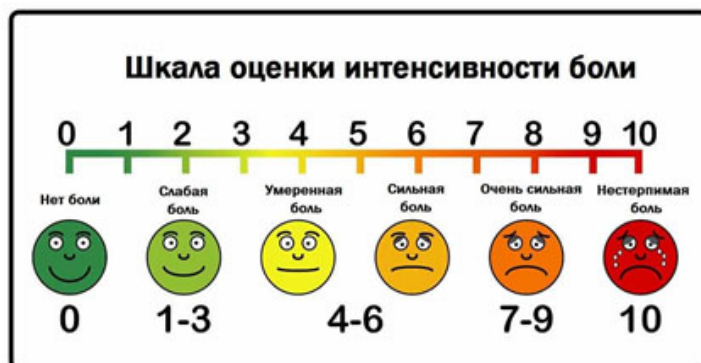 Шкала оценки интенсивности боли
0 1 2 3 4 5 6 7 8 9 10
Нет боли
Слабая
боль
Умеренная
боль
Сильная
боль
Очень сильная
боль
Нестерпимая
боль
0 1-3 4-6 7-9 10